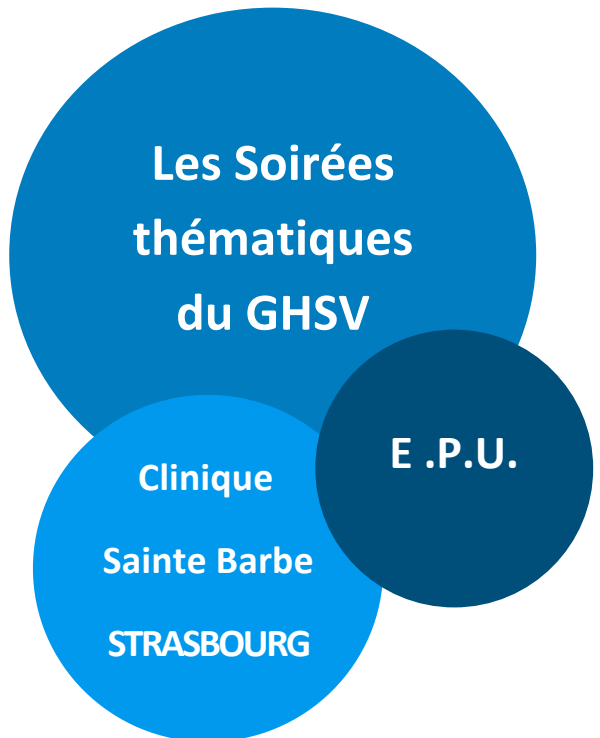 Les Soirées
thématiques
du GHSV
E .P.U.
Clinique
Sainte Barbe
STRASBOURG